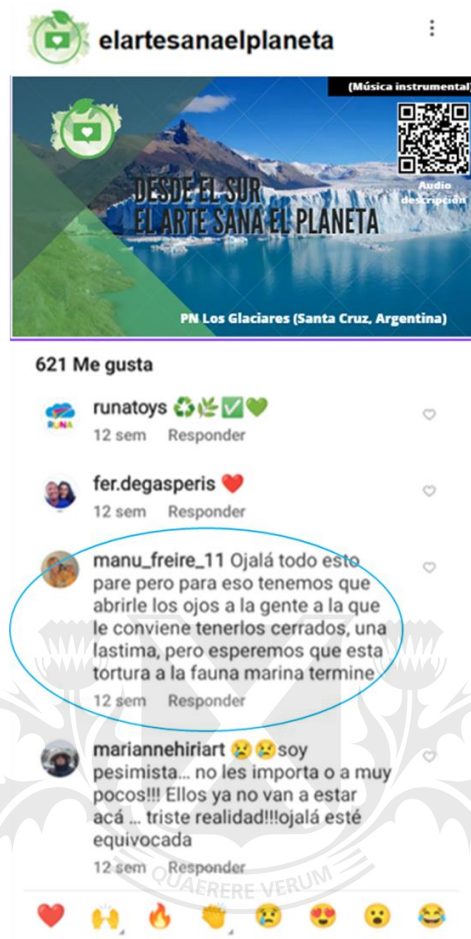 elartesanaelplaneta
(Música instrumental)
Audio
descripción
DESDE EL SUR
EL ARTE SANA EL PLANETA
PN Los Glaciares (Santa Cruz, Argentina)
621 Me gusta
RUNA
runatoys ♻️🌿✅💚
12 sem Responder
fer.degasperis ❤️
12 sem Responder
manu_freire_11 Ojalá todo esto
pare pero para eso tenemos que
abrirle los ojos a la gente a la que
le conviene tenerlos cerrados, una
lastima, pero esperemos que esta
tortura a la fauna marina termine
12 sem Responder
mariannehiriart 😢😢soy
pesimista... no les importa o a muy
pocos!!! Ellos ya no van a estar
acá ... triste realidad!!!ojalá esté
equivocada
12 sem Responder
QUAERERE VERUM
❤️🙌🔥👏😢😍😮😂